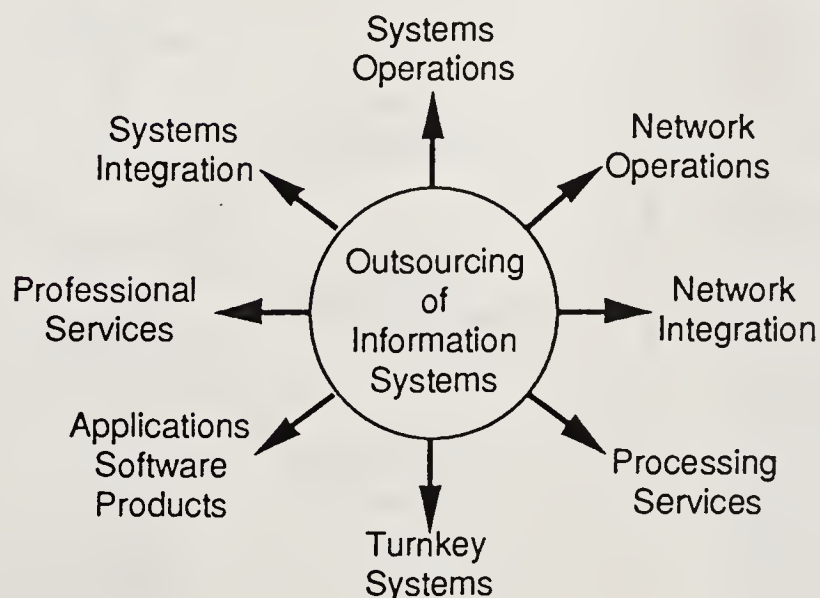 Systems
Operations
Network
Operations
Network
Integration
Processing
Services
Turnkey
Systems
Applications
Software
Products
Professional
Services
Systems
Integration
Outsourcing
of
Information
Systems